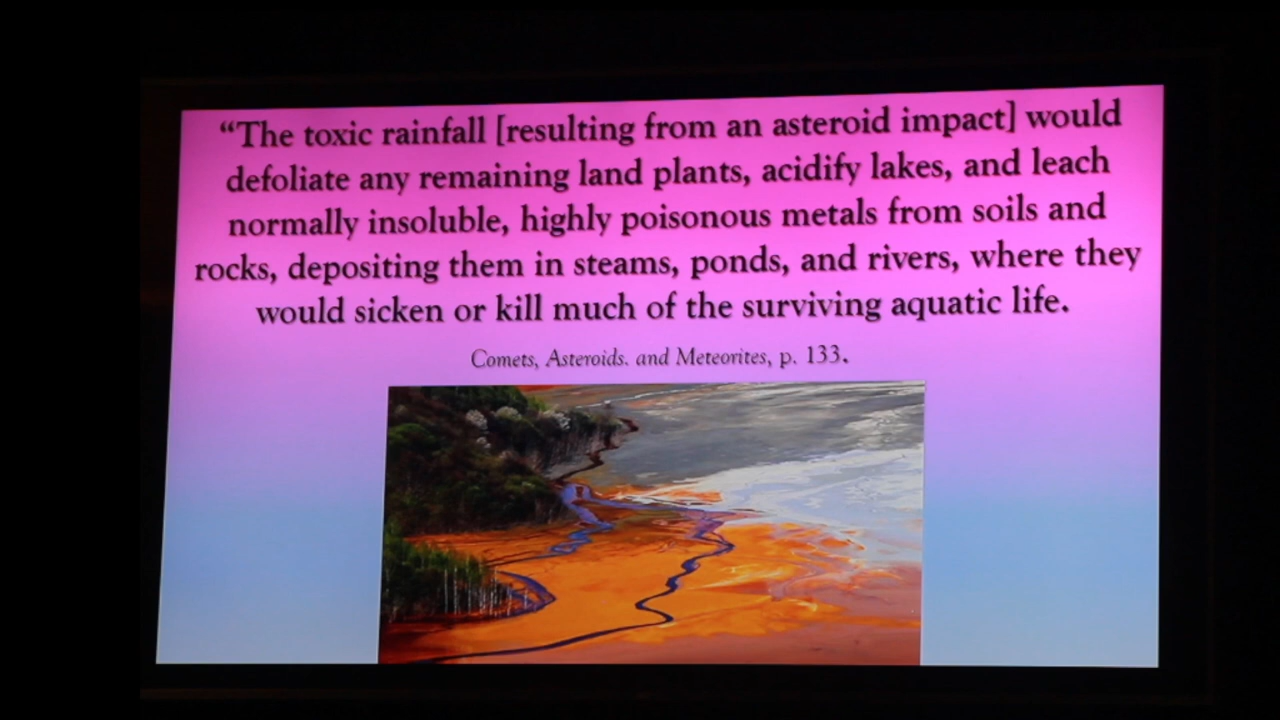 “The toxic rainfall [resulting from an asteroid impact] would
defoliate any remaining land plants, acidify lakes, and leach
normally insoluble, highly poisonous metals from soils and
rocks, depositing them in steams, ponds, and rivers, where they
would sicken or kill much of the surviving aquatic life.
Comets, Asteroids. and Meteorites, p. 133.